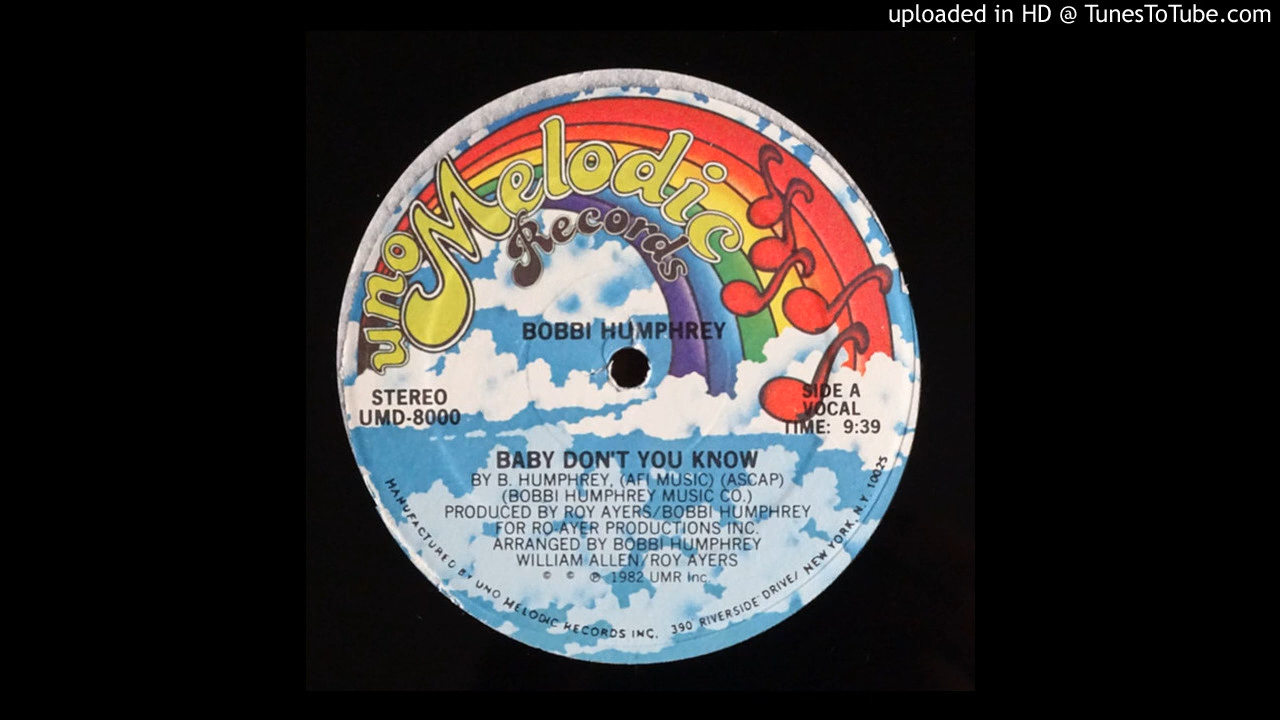 uploaded in HD @ TunesToTube.com
uno Melodic
Records
BOBBI HUMPHREY
STEREO
UMD-8000
SIDE A
VOCAL
TIME: 9:39
BABY DON'T YOU KNOW
BY B. HUMPHREY, (AFI MUSIC) (ASCAP)
(BOBBI HUMPHREY MUSIC CO.)
PRODUCED BY ROY AYERS/BOBBI HUMPHREY
FOR RO-AYER PRODUCTIONS INC.
ARRANGED BY BOBBI HUMPHREY
WILLIAM ALLEN/ROY AYERS
© © ℗ 1982 UMR Inc.
MANUFACTURED BY UNO MELODIC RECORDS INC. 390 RIVERSIDE DRIVE/ NEW YORK, N.Y. 10025